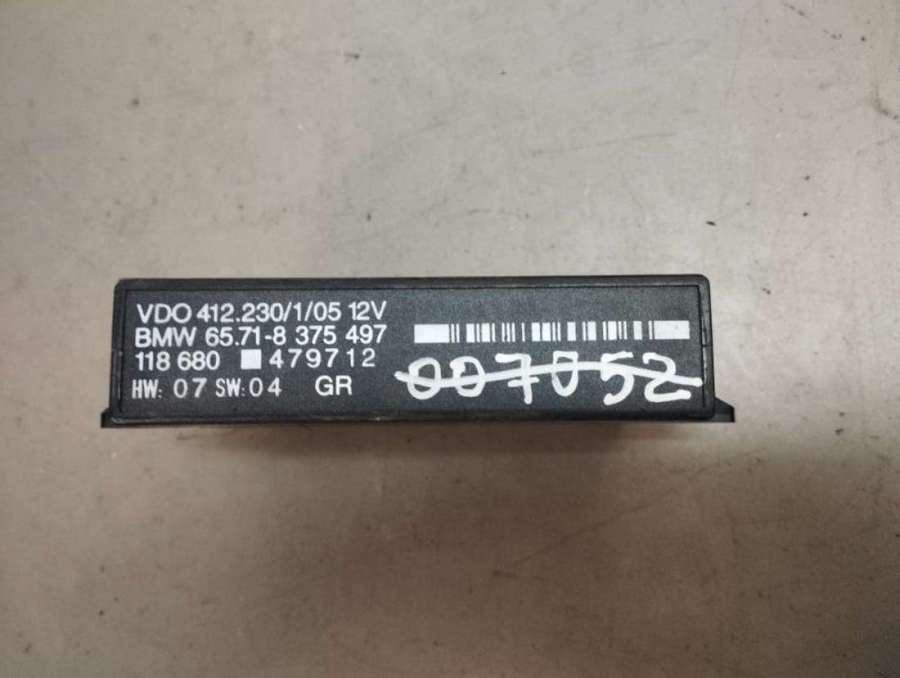 VDO 412.230/1/05 12V
BMW 65.71-8 375 497
118 680 479712
HW: 07 SW: 04 GR
007052